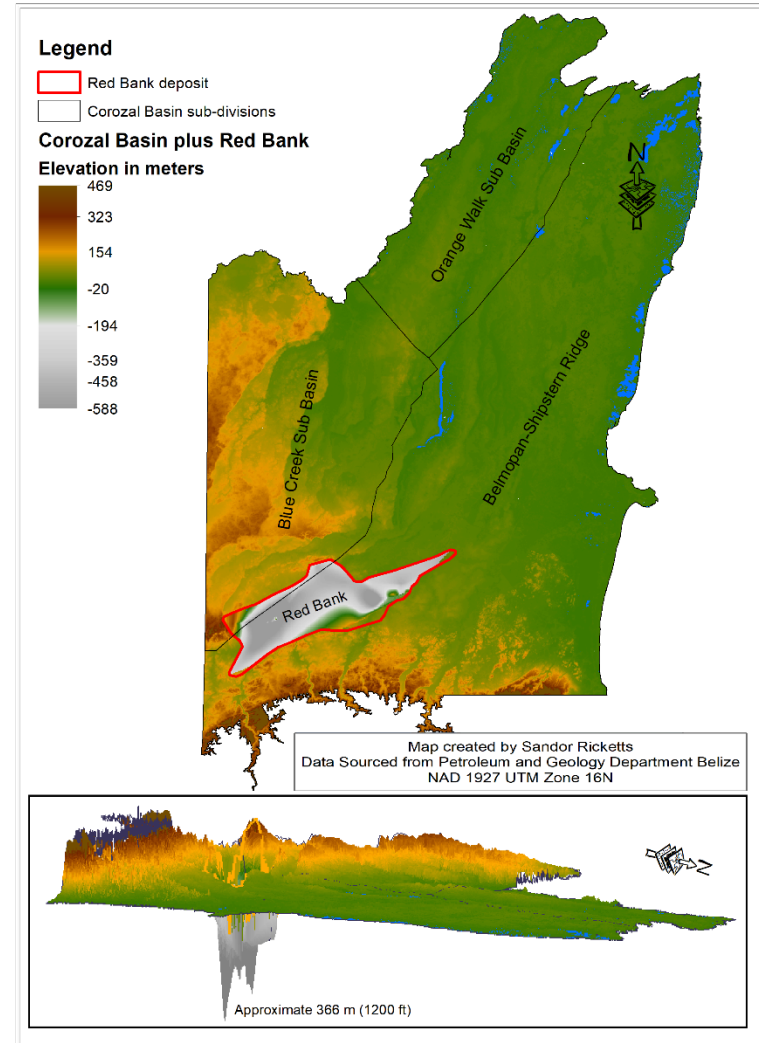 Legend
Red Bank deposit
Corozal Basin sub-divisions
Corozal Basin plus Red Bank
Elevation in meters
469
323
154
-20
-194
-359
-458
-588
N
Orange Walk Sub Basin
Blue Creek Sub Basin
Belmopan-Shipstern Ridge
Red Bank
Map created by Sandor Ricketts
Data Sourced from Petroleum and Geology Department Belize
NAD 1927 UTM Zone 16N
N
Approximate 366 m (1200 ft)